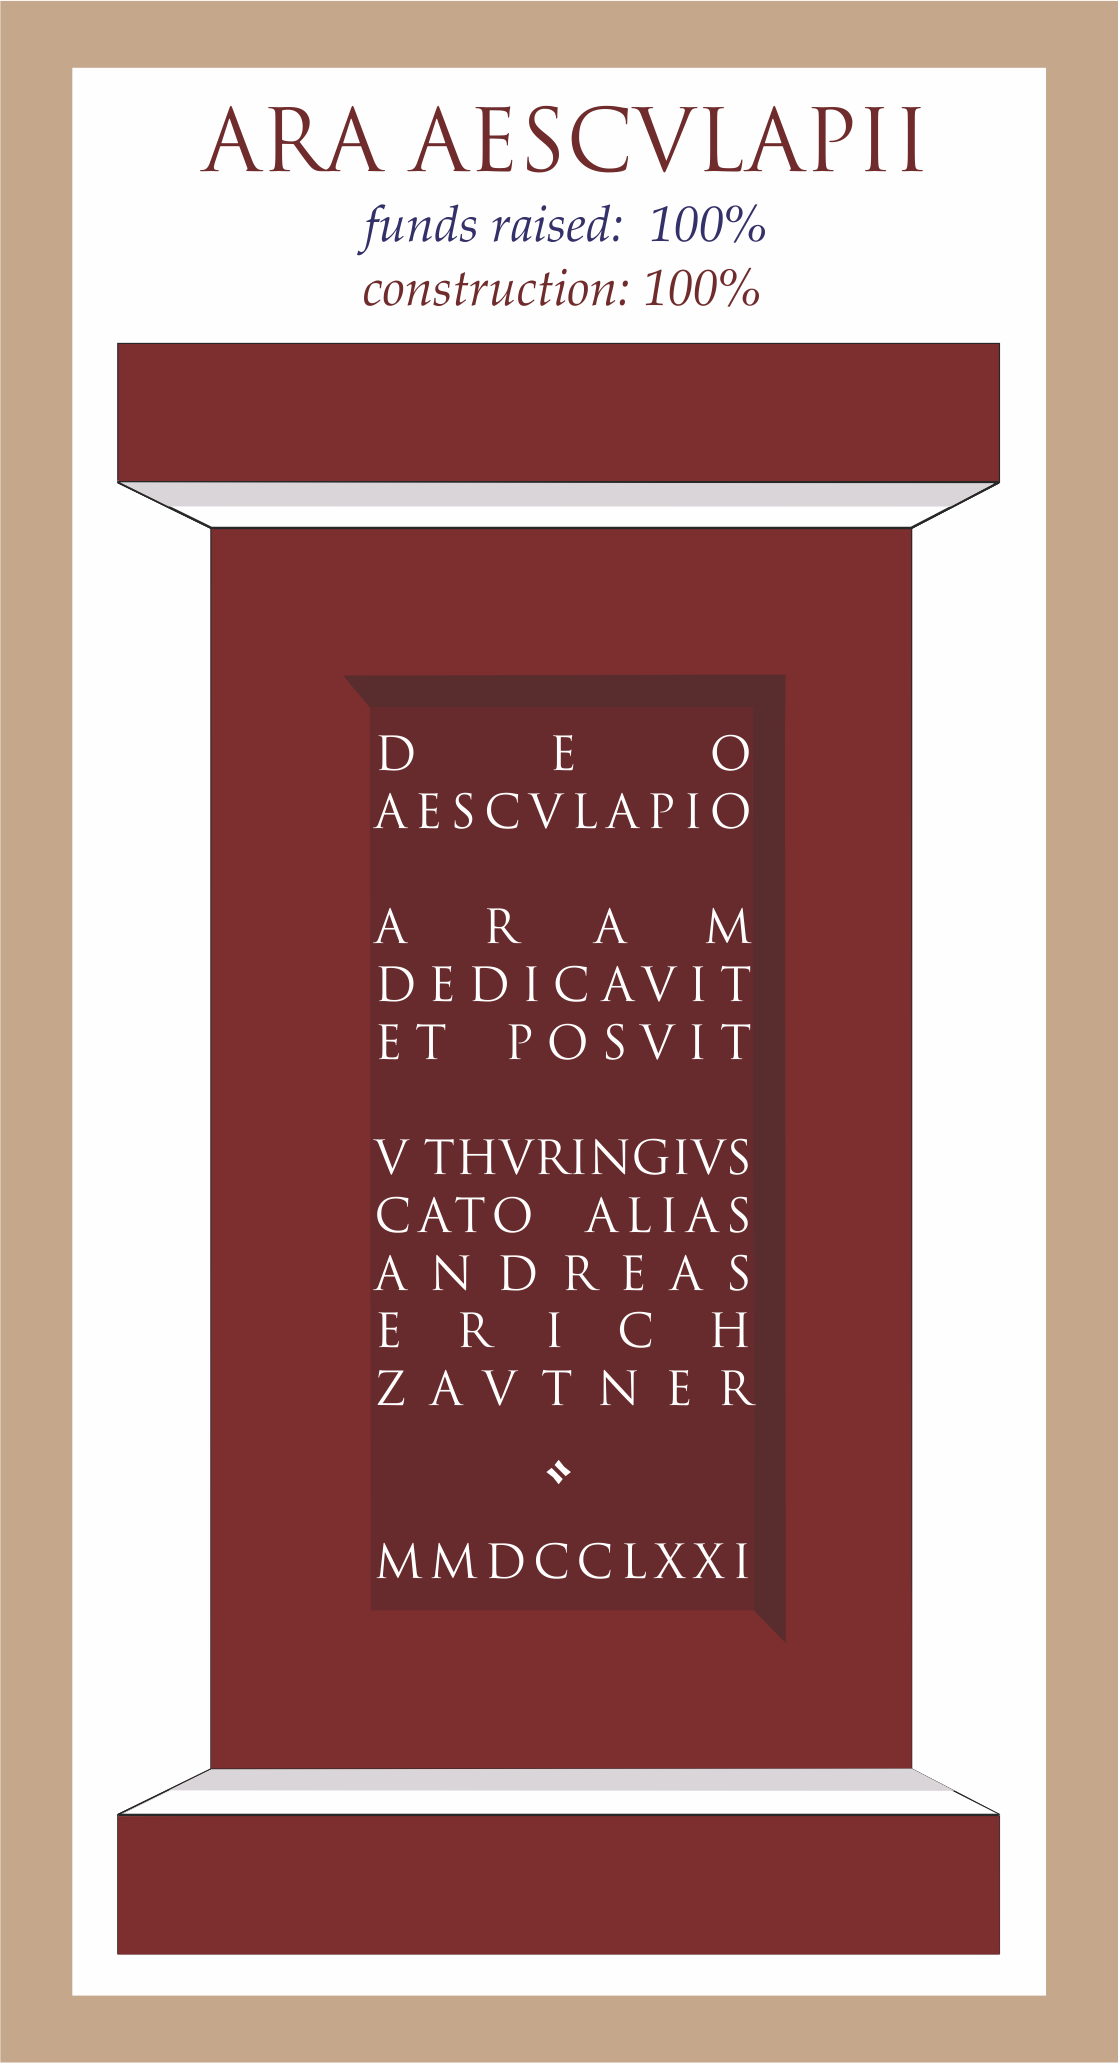 ARA AESCVLAPII
funds raised: 100%
construction: 100%
DEO
AESCVLAPIO
ARAM
DEDICAVIT
ET POSVIT
V THVRINGIVS
CATO ALIAS
ANDREAS
ERICH
ZAVTNER
MMDCCLXXI